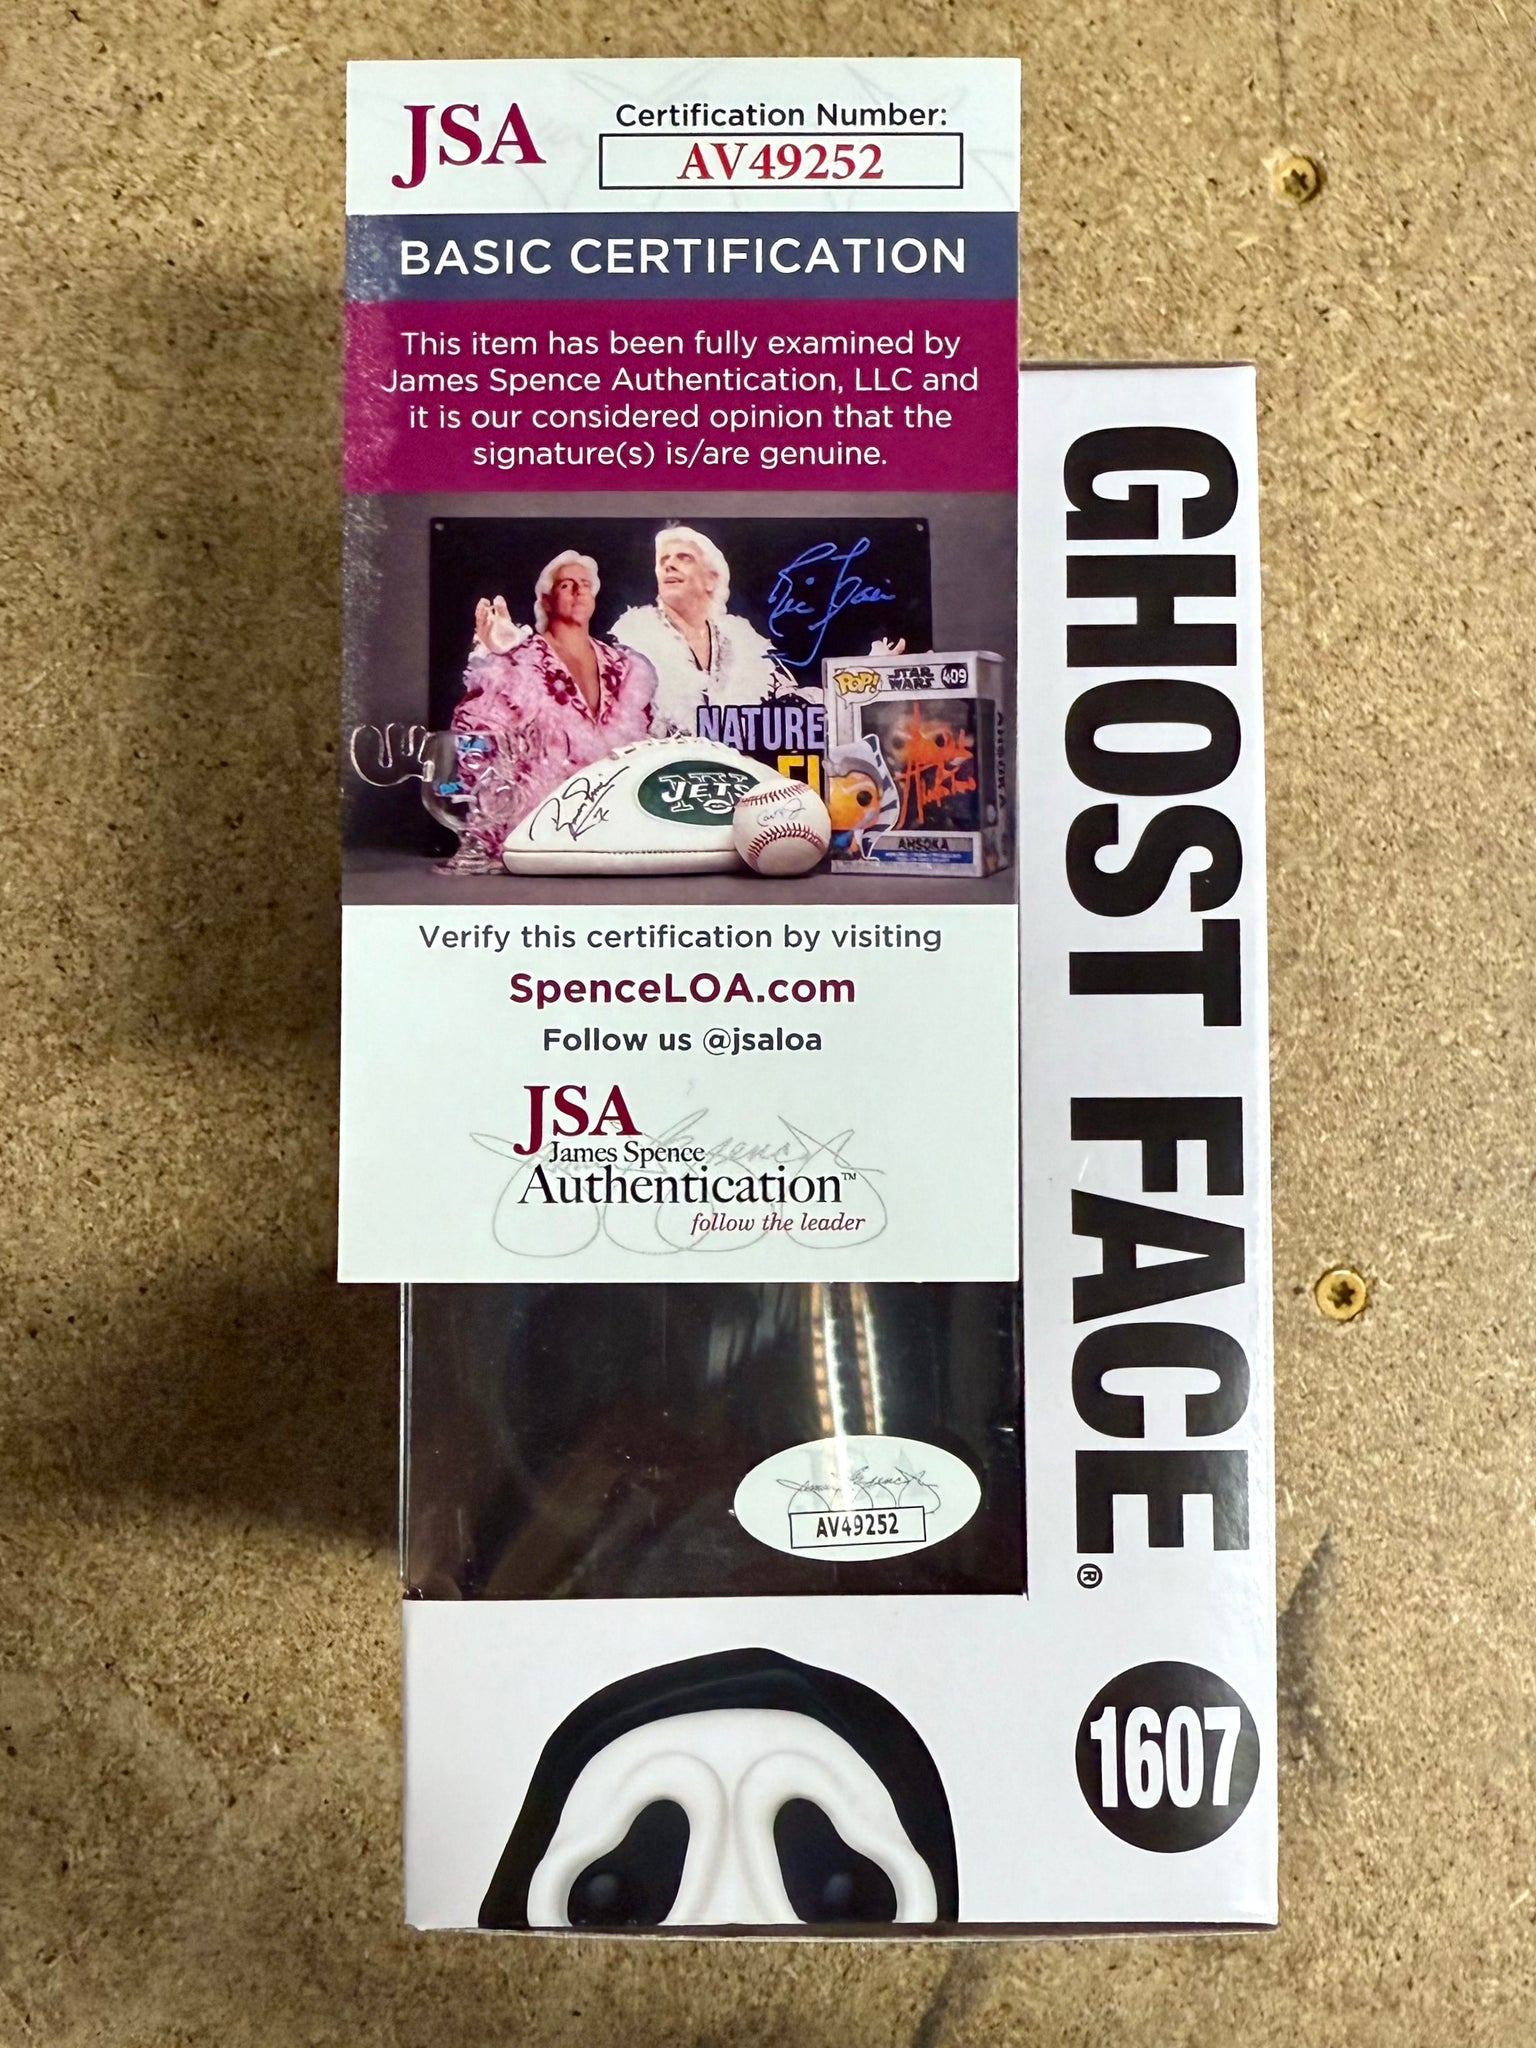 JSA
Certification Number:
AV49252
BASIC CERTIFICATION
This item has been fully examined by
James Spence Authentication, LLC and
it is our considered opinion that the
signature(s) is/are genuine.
NATURE
JETS
POP!
STAR
WARS
409
AHSOKA
Verify this certification by visiting
SpenceLOA.com
Follow us @jsaloa
JSA
James Spence
Authentication™
follow the leader
AV49252
GHOST FACE®
1607